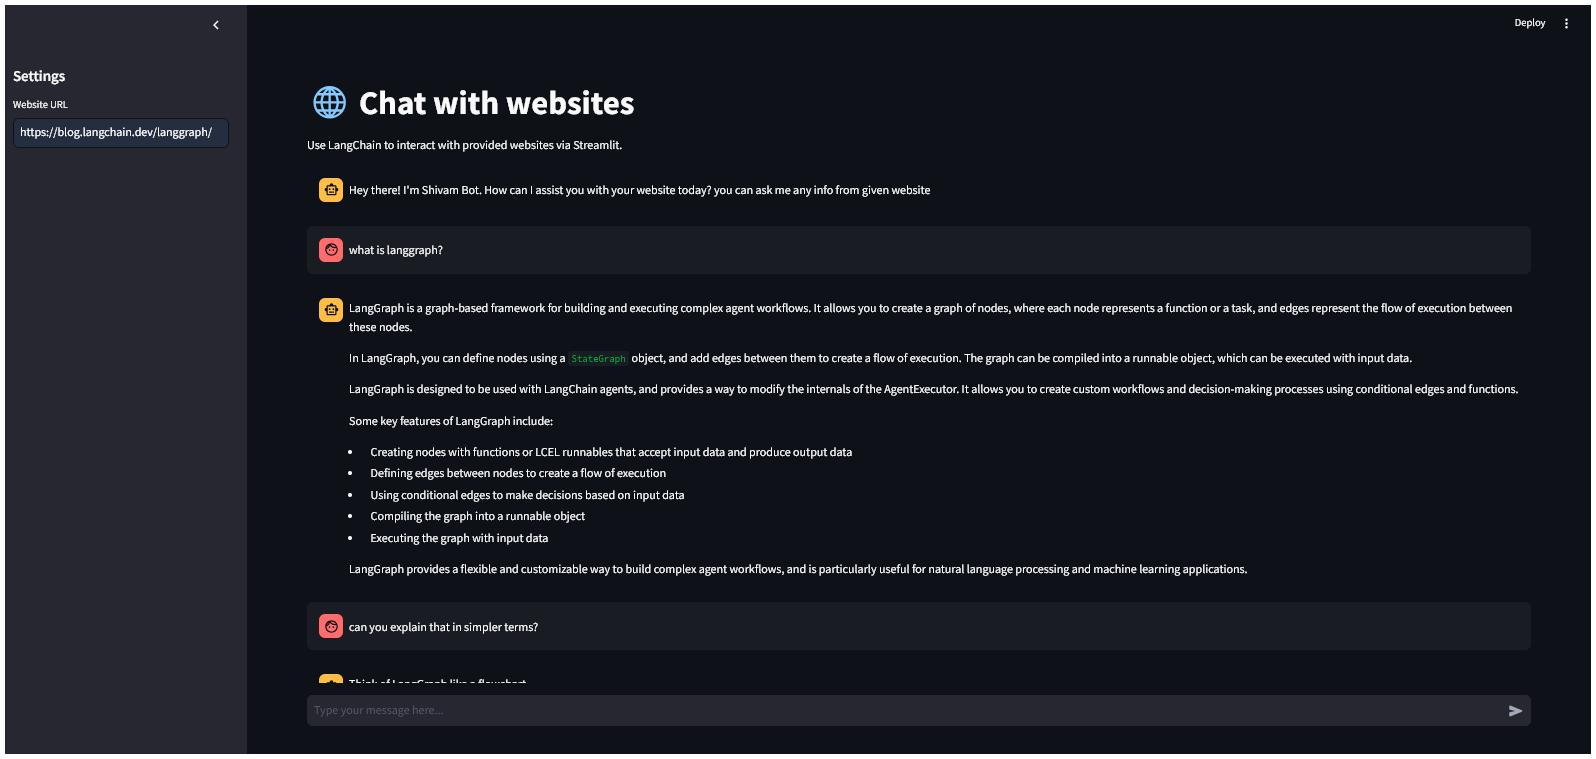 Deploy
Settings
Website URL
https://blog.langchain.dev/langgraph/
Chat with websites
Use LangChain to interact with provided websites via Streamlit.
Hey there! I'm Shivam Bot. How can I assist you with your website today? you can ask me any info from given website
what is langgraph?
LangGraph is a graph-based framework for building and executing complex agent workflows. It allows you to create a graph of nodes, where each node represents a function or a task, and edges represent the flow of execution between
these nodes.
In LangGraph, you can define nodes using a StateGraph object, and add edges between them to create a flow of execution. The graph can be compiled into a runnable object, which can be executed with input data.
LangGraph is designed to be used with LangChain agents, and provides a way to modify the internals of the AgentExecutor. It allows you to create custom workflows and decision-making processes using conditional edges and functions.
Some key features of LangGraph include:
• Creating nodes with functions or LCEL runnables that accept input data and produce output data
• Defining edges between nodes to create a flow of execution
• Using conditional edges to make decisions based on input data
• Compiling the graph into a runnable object
• Executing the graph with input data
LangGraph provides a flexible and customizable way to build complex agent workflows, and is particularly useful for natural language processing and machine learning applications.
can you explain that in simpler terms?
Think of LangGraph like a flowchart
Type your message here...